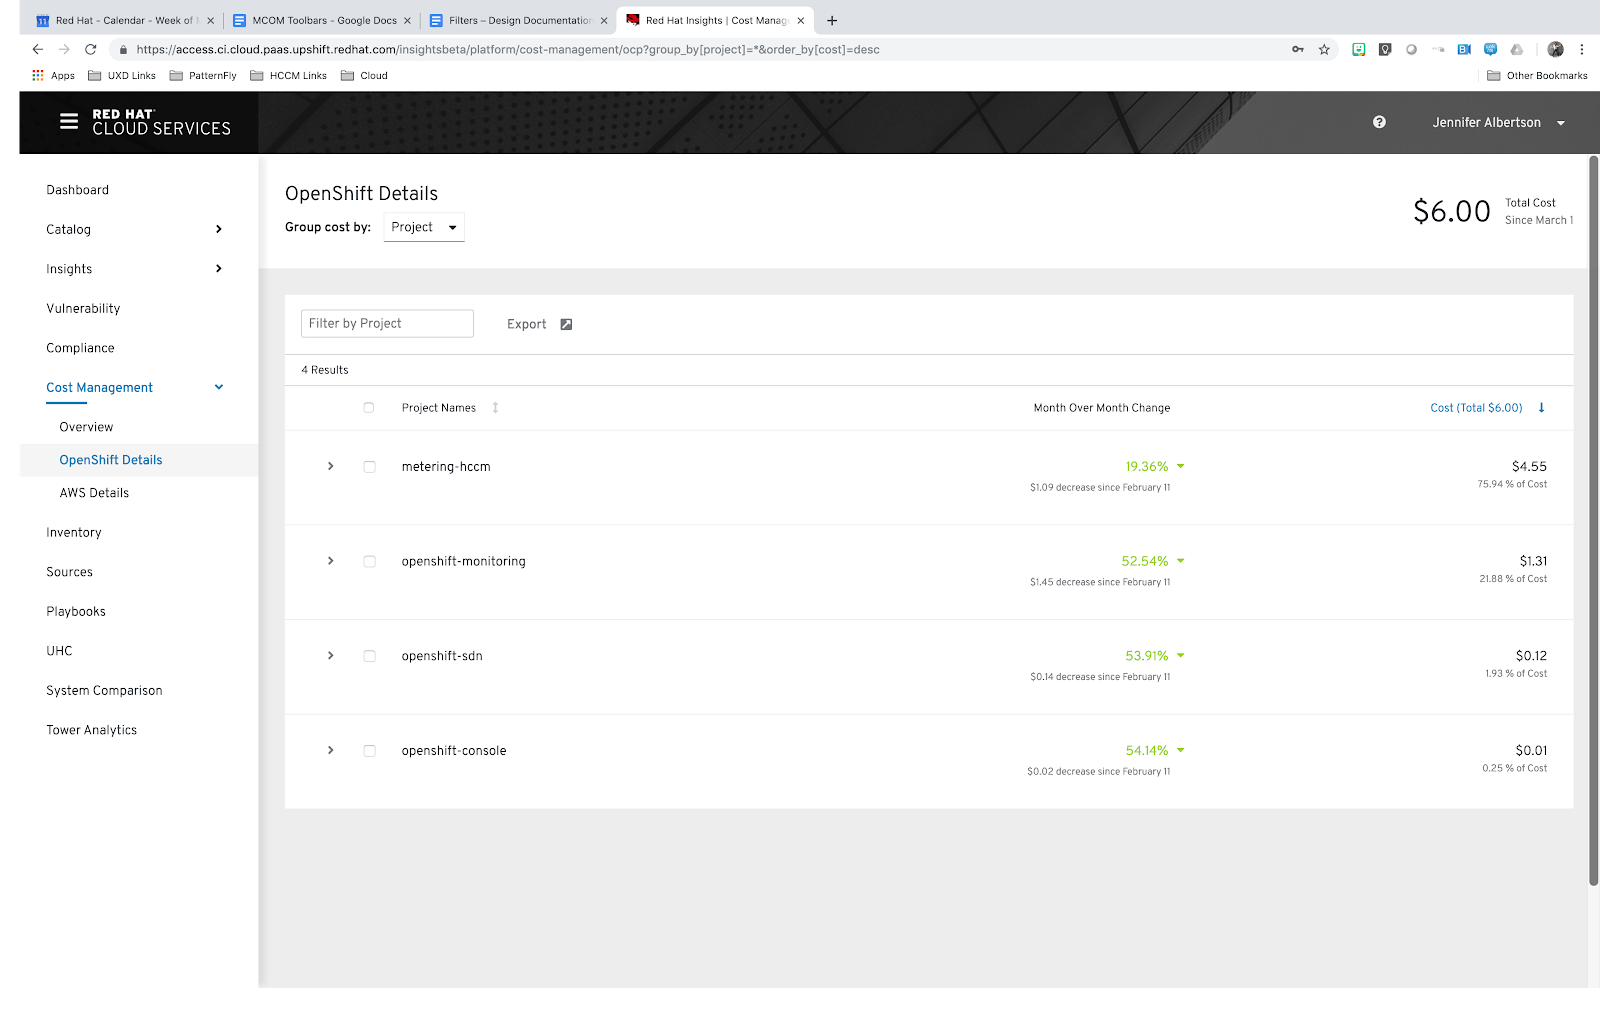 Red Hat - Calendar - Week of
MCOM Toolbars - Google Docs
Filters – Design Documentation
Red Hat Insights | Cost Manag
https://access.ci.cloud.paas.upshift.redhat.com/insightsbeta/platform/cost-management/ocp?group_by[project]=*&order_by[cost]=desc
Apps
UXD Links
PatternFly
HCCM Links
Cloud
Other Bookmarks
RED HAT
CLOUD SERVICES
Jennifer Albertson
Dashboard
Catalog
Insights
Vulnerability
Compliance
Cost Management
Overview
OpenShift Details
AWS Details
Inventory
Sources
Playbooks
UHC
System Comparison
Tower Analytics
OpenShift Details
Group cost by: Project
$6.00
Total Cost
Since March 1
Filter by Project
Export
4 Results
Project Names
Month Over Month Change
Cost (Total $6.00)
metering-hccm
19.36%
$1.09 decrease since February 11
$4.55
75.94 % of Cost
openshift-monitoring
52.54%
$1.45 decrease since February 11
$1.31
21.88 % of Cost
openshift-sdn
53.91%
$0.14 decrease since February 11
$0.12
1.93 % of Cost
openshift-console
54.14%
$0.02 decrease since February 11
$0.01
0.25 % of Cost